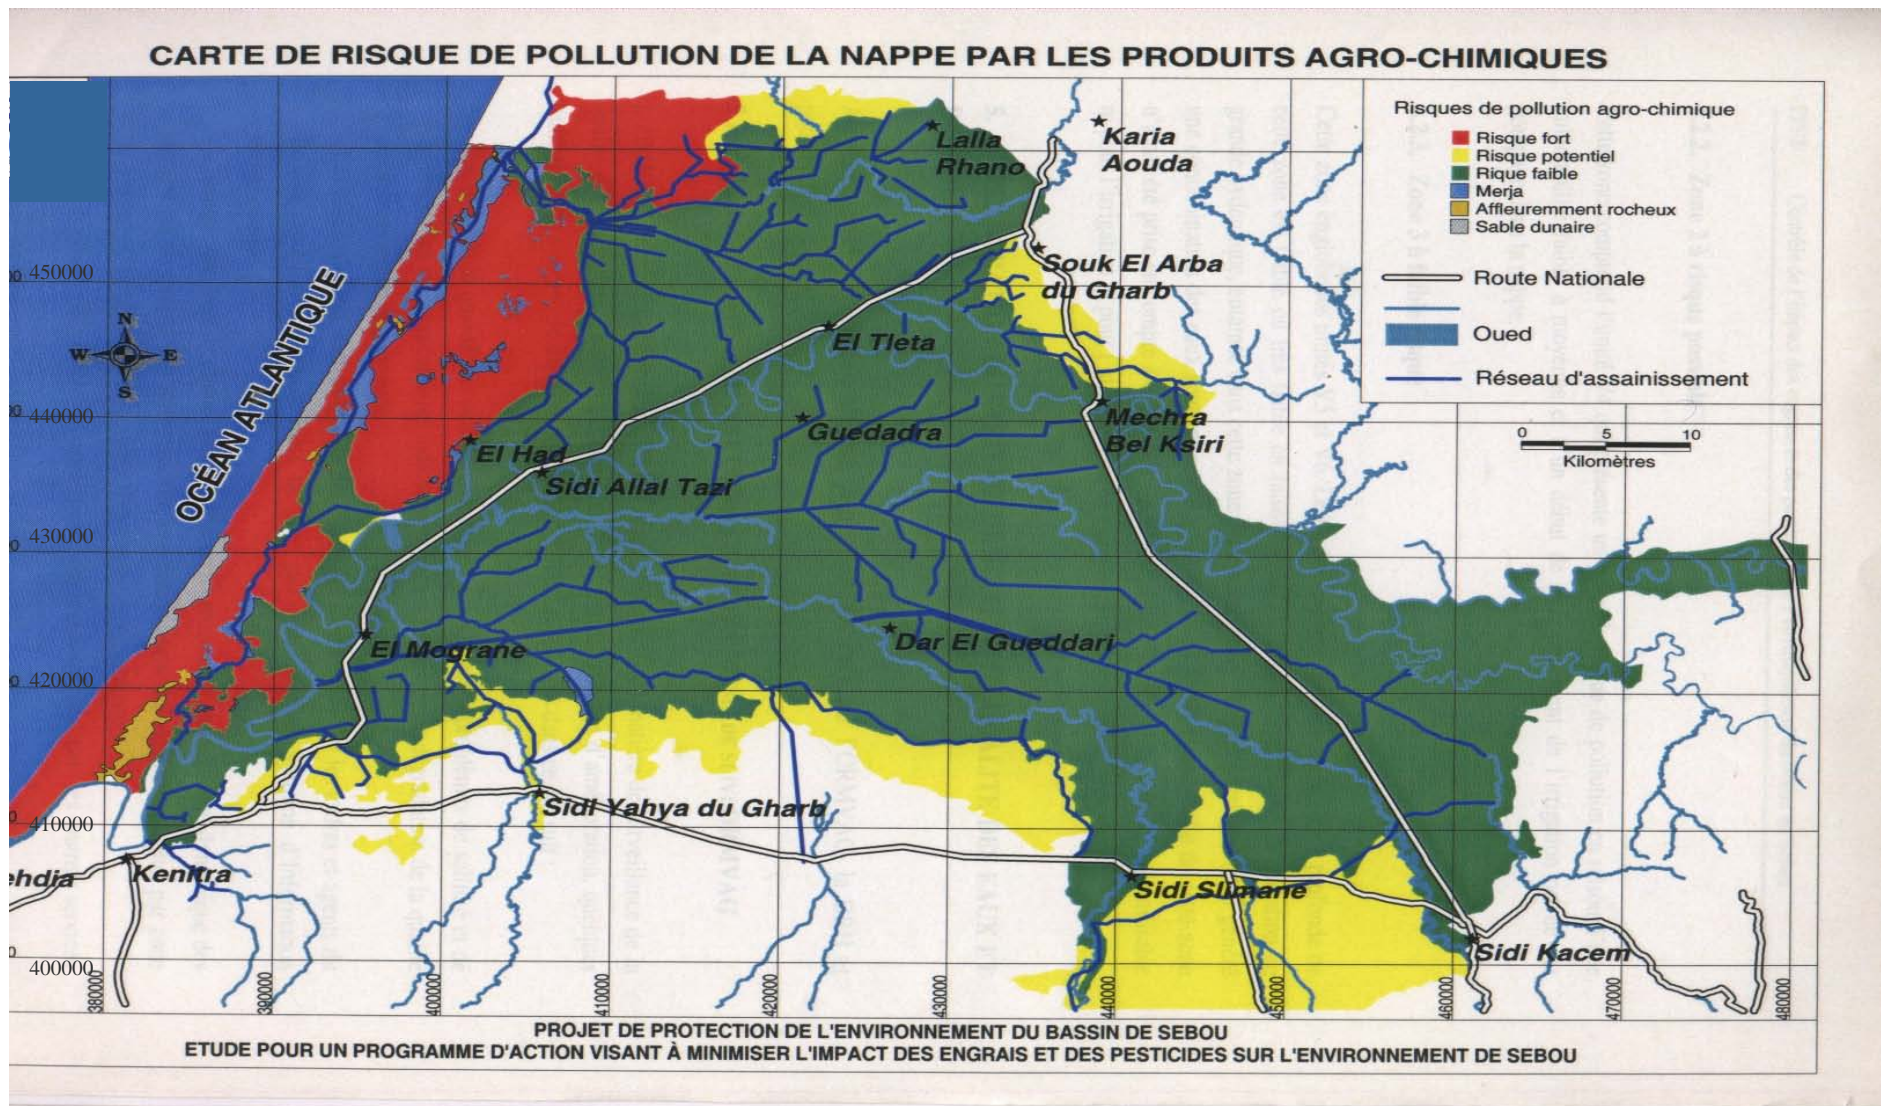 CARTE DE RISQUE DE POLLUTION DE LA NAPPE PAR LES PRODUITS AGRO-CHIMIQUES
Risques de pollution agro-chimique
Risque fort
Risque potentiel
Rique faible
Merja
Affleuremment rocheux
Sable dunaire
Route Nationale
Oued
Réseau d'assainissement
0 5 10
Kilomètres
Lalla
Rhano
Karia
Aouda
Souk El Arba
du Gharb
El Tleta
Mechra
Bel Ksiri
Guedadra
El Had
Sidi Allal Tazi
OCÉAN ATLANTIQUE
N
W E
S
El Mograne
Dar El Gueddari
Sidi Yahya du Gharb
Kenitra
ehdia
Sidi Slimane
Sidi Kacem
450000
440000
430000
420000
410000
400000
380000
390000
400000
410000
420000
430000
440000
450000
460000
470000
480000
PROJET DE PROTECTION DE L'ENVIRONNEMENT DU BASSIN DE SEBOU
ETUDE POUR UN PROGRAMME D'ACTION VISANT À MINIMISER L'IMPACT DES ENGRAIS ET DES PESTICIDES SUR L'ENVIRONNEMENT DE SEBOU